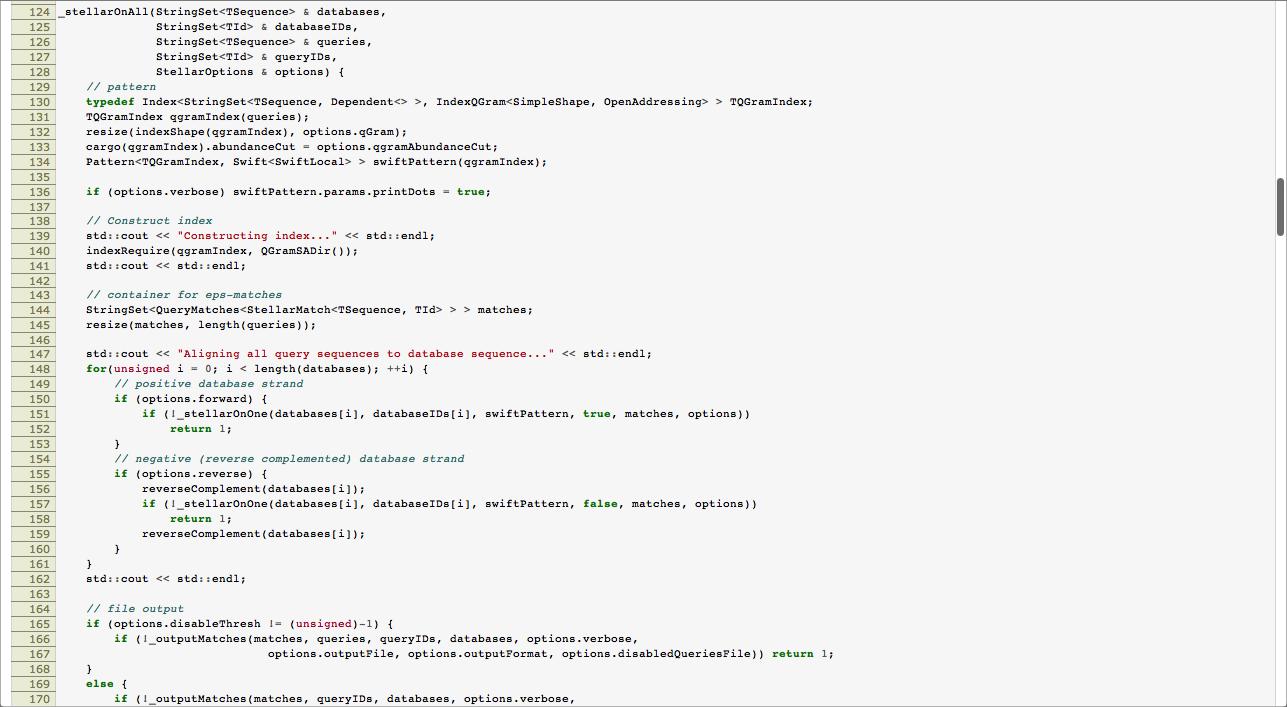 124 _stellarOnAll(StringSet<TSequence> & databases,
125               StringSet<TId> & databaseIDs,
126               StringSet<TSequence> & queries,
127               StringSet<TId> & queryIDs,
128               StellarOptions & options) {
129     // pattern
130     typedef Index<StringSet<TSequence, Dependent<> >, IndexQGram<SimpleShape, OpenAddressing> > TQGramIndex;
131     TQGramIndex qgramIndex(queries);
132     resize(indexShape(qgramIndex), options.qGram);
133     cargo(qgramIndex).abundanceCut = options.qgramAbundanceCut;
134     Pattern<TQGramIndex, Swift<SwiftLocal> > swiftPattern(qgramIndex);
135
136     if (options.verbose) swiftPattern.params.printDots = true;
137
138     // Construct index
139     std::cout << "Constructing index..." << std::endl;
140     indexRequire(qgramIndex, QGramSADir());
141     std::cout << std::endl;
142
143     // container for eps-matches
144     StringSet<QueryMatches<StellarMatch<TSequence, TId> > > matches;
145     resize(matches, length(queries));
146
147     std::cout << "Aligning all query sequences to database sequence..." << std::endl;
148     for(unsigned i = 0; i < length(databases); ++i) {
149         // positive database strand
150         if (options.forward) {
151             if (!_stellarOnOne(databases[i], databaseIDs[i], swiftPattern, true, matches, options))
152                 return 1;
153         }
154         // negative (reverse complemented) database strand
155         if (options.reverse) {
156             reverseComplement(databases[i]);
157             if (!_stellarOnOne(databases[i], databaseIDs[i], swiftPattern, false, matches, options))
158                 return 1;
159             reverseComplement(databases[i]);
160         }
161     }
162     std::cout << std::endl;
163
164     // file output
165     if (options.disableThresh != (unsigned)-1) {
166         if (!_outputMatches(matches, queries, queryIDs, databases, options.verbose,
167                               options.outputFile, options.outputFormat, options.disabledQueriesFile)) return 1;
168     }
169     else {
170         if (!_outputMatches(matches, queryIDs, databases, options.verbose,